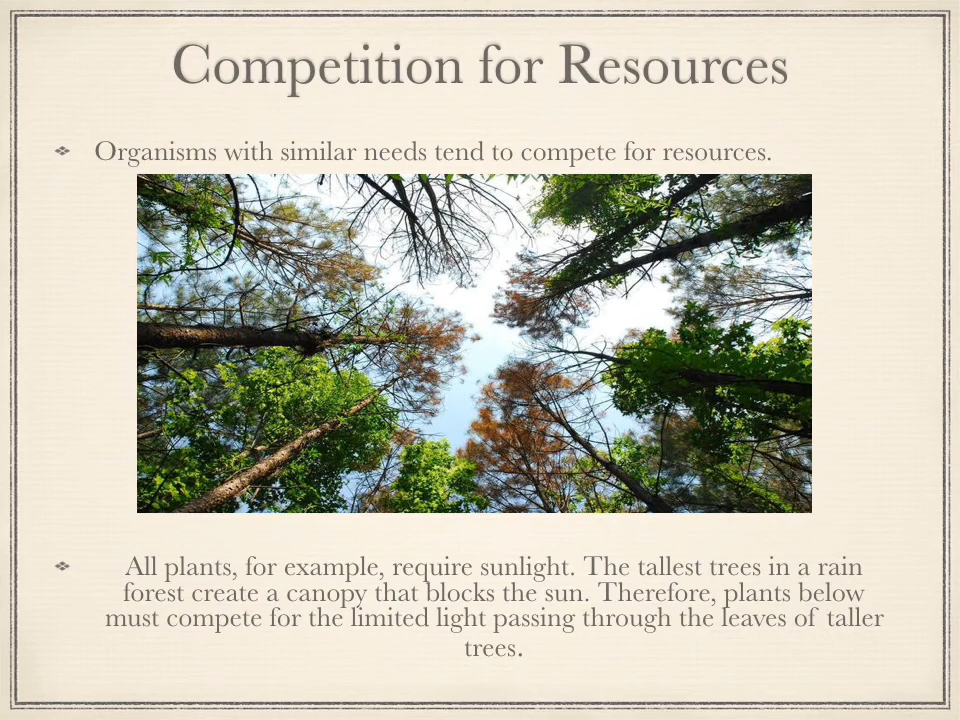 Competition for Resources
Organisms with similar needs tend to compete for resources.
All plants, for example, require sunlight. The tallest trees in a rain
forest create a canopy that blocks the sun. Therefore, plants below
must compete for the limited light passing through the leaves of taller
trees.